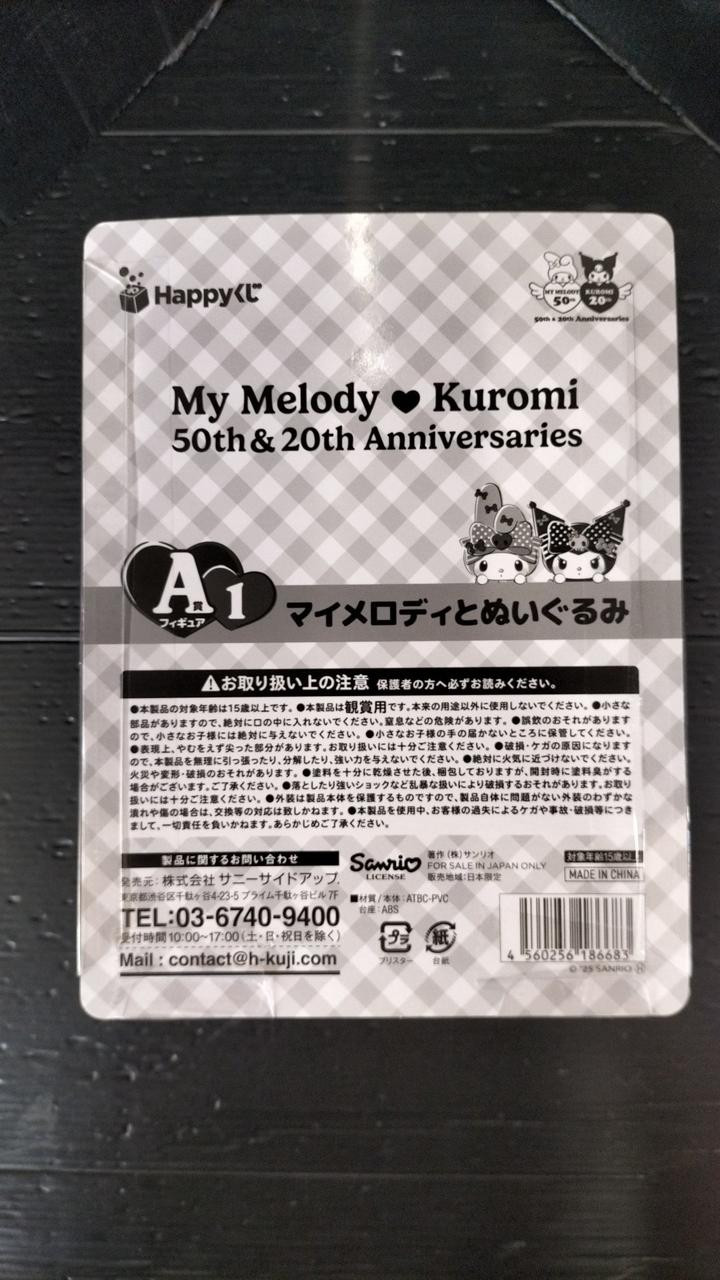 Happyくじ
MY MELODY 50th
KUROMI 20th
50th & 20th Anniversaries
My Melody ♥ Kuromi
50th & 20th Anniversaries
A賞 1
フィギュア
マイメロディとぬいぐるみ
⚠お取り扱い上の注意 保護者の方へ必ずお読みください。
●本製品の対象年齢は15歳以上です。●本製品は観賞用です。本来の用途以外に使用しないでください。●小さな
部品がありますので、絶対に口の中に入れないでください。窒息などの危険があります。●誤飲のおそれがあります
ので、小さなお子様には絶対に与えないでください。●小さなお子様の手の届かないところに保管してください。
●表現上、やむをえず尖った部分があります。お取り扱いには十分ご注意ください。●破損・ケガの原因になります
ので、本製品を無理に引っ張ったり、分解したり、強い力を与えないでください。●絶対に火気に近づけないでください。
火災や変形・破損のおそれがあります。●塗料を十分に乾燥させた後、梱包しておりますが、開封時に塗料臭がする
場合がございます。ご了承ください。●落としたり強いショックなど乱暴な扱いにより破損するおそれがあります。お取り
扱いには十分ご注意ください。●外装は製品本体を保護するものですので、製品自体に問題がない外装のわずかな
潰れや傷の場合は、交換等の対応は致しかねます。●本製品を使用中、お客様の過失によるケガや事故・破損等につき
まして、一切責任を負いかねます。あらかじめご了承ください。
製品に関するお問い合わせ
発売元：株式会社 サニーサイドアップ
東京都渋谷区千駄ヶ谷4-23-5 プライム千駄ヶ谷ビル 7F
TEL:03-6740-9400
受付時間10:00~17:00(土・日・祝日を除く)
Mail : contact@h-kuji.com
Sanrio
LICENSE
著作 (株)サンリオ
FOR SALE IN JAPAN ONLY
販売地域：日本限定
対象年齢15歳以上
MADE IN CHINA
■材質/本体：ATBC-PVC
台座：ABS
プラ
ブリスター
紙
台紙
4 560256 186683
© '25 SANRIO Ⓗ